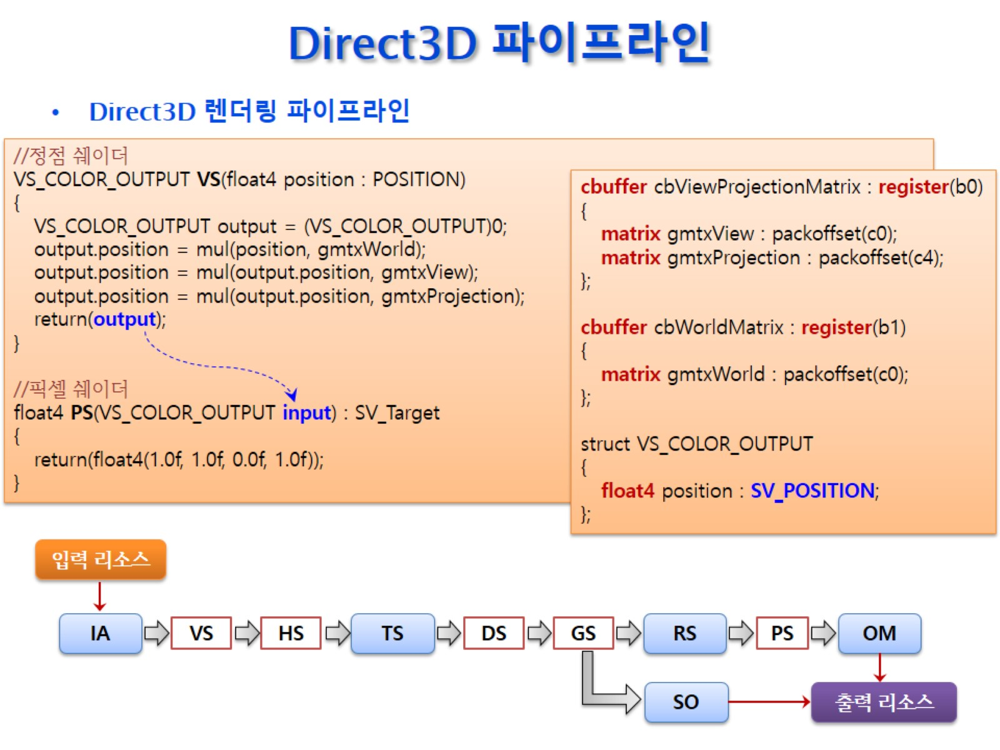 Direct3D 파이프라인
• Direct3D 렌더링 파이프라인
//정점 쉐이더
VS_COLOR_OUTPUT VS(float4 position : POSITION)
{
VS_COLOR_OUTPUT output = (VS_COLOR_OUTPUT)0;
output.position = mul(position, gmtxWorld);
output.position = mul(output.position, gmtxView);
output.position = mul(output.position, gmtxProjection);
return(output);
}
//픽셀 쉐이더
float4 PS(VS_COLOR_OUTPUT input) : SV_Target
{
return(float4(1.0f, 1.0f, 0.0f, 1.0f));
}
cbuffer cbViewProjectionMatrix : register(b0)
{
matrix gmtxView : packoffset(c0);
matrix gmtxProjection : packoffset(c4);
};
cbuffer cbWorldMatrix : register(b1)
{
matrix gmtxWorld : packoffset(c0);
};
struct VS_COLOR_OUTPUT
{
float4 position : SV_POSITION;
};
입력 리소스
IA VS HS TS DS GS RS PS OM
SO 출력 리소스